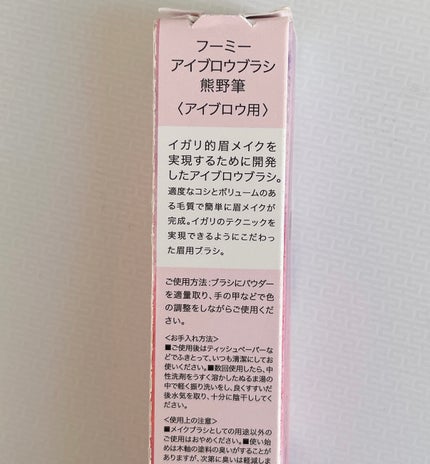 フーミー
アイブロウブラシ
熊野筆
〈アイブロウ用〉
イガリ的眉メイクを
実現するために開発
したアイブロウブラシ。
適度なコシとボリュームのあ
る毛質で簡単に眉メイクが
完成。イガリのテクニックを
実現できるようにこだわっ
た眉用ブラシ。
ご使用方法:ブラシにパウダー
を適量取り、手の甲などで色
の調整をしながらご使用くだ
さい。
<お手入れ方法>
■ご使用後はティッシュペーパーな
どでふきとって、いつも清潔にしてお
使いください。■数回使用したら、中
性洗剤をうすく溶かしたぬるま湯の
中で軽く振り洗いをし、良くすすいだ
後水気を取り、十分に陰干ししてく
ださい。
<使用上の注意>
■メイクブラシとしての用途以外の
ご使用はおやめください。■使い始
めは木軸の塗料の臭いがすることが
ありますが、次第に臭いは軽減しま